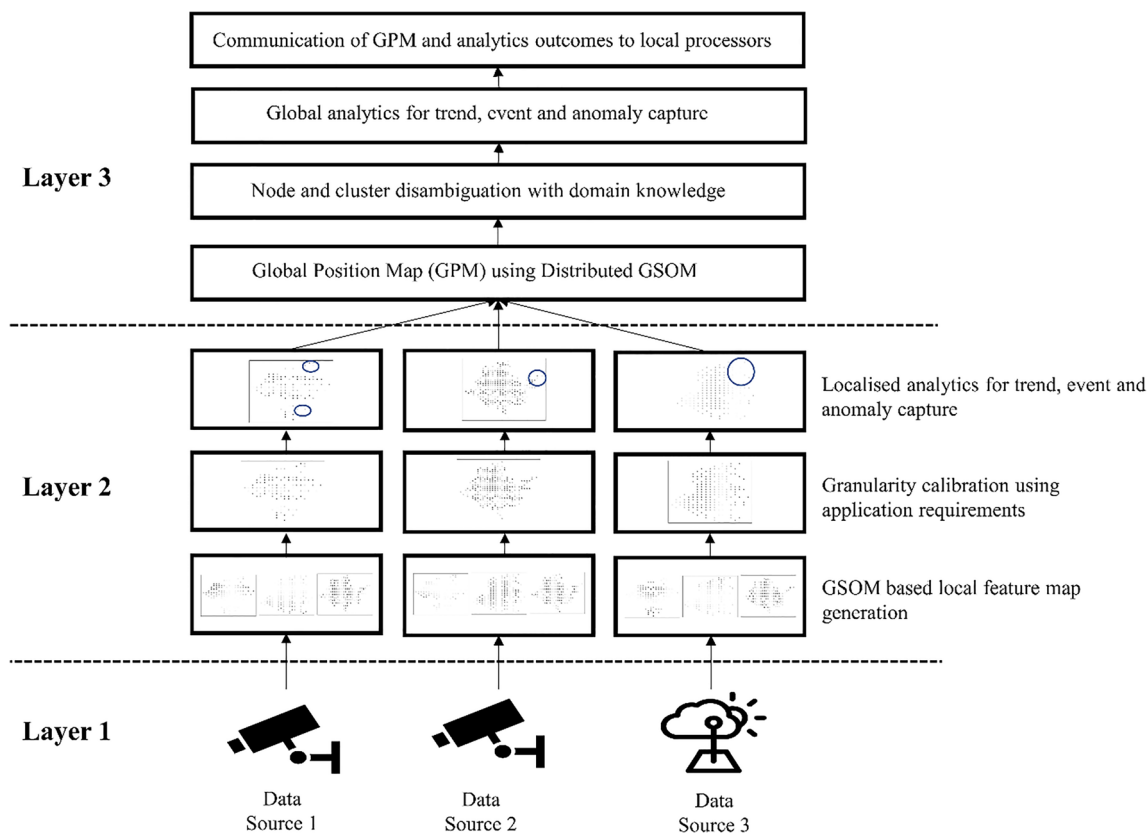 Communication of GPM and analytics outcomes to local processors
Global analytics for trend, event and anomaly capture
Layer 3
Node and cluster disambiguation with domain knowledge
Global Position Map (GPM) using Distributed GSOM
Localised analytics for trend, event and
anomaly capture
Layer 2
Granularity calibration using
application requirements
GSOM based local feature map
generation
Layer 1
Data
Source 1
Data
Source 2
Data
Source 3